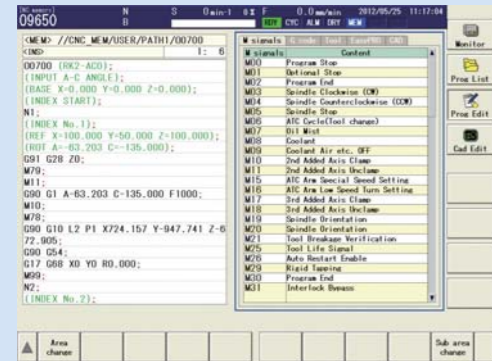 [NC memory]
O9650 N S 0min-1 0% F 0.0mm/min 2012/05/25 11:17:04
B RDY CYC ALM DRY MEM
<MEM> //CNC_MEM/USER/PATH1/O0700
<INS> 1: 6
O0700 (RK2-AC0);
(INPUT A-C ANGLE);
(BASE X=0.000 Y=0.000 Z=0.000);
(INDEX START);
N1;
(INDEX No.1);
(REF X=100.000 Y=50.000 Z=100.000);
(ROT A=-63.203 C=-135.000);
G91 G28 Z0;
M79;
M11;
G90 G1 A-63.203 C-135.000 F1000;
M10;
M78;
G90 G10 L2 P1 X724.157 Y-947.741 Z-6
72.905;
G90 G54;
G17 G68 X0 Y0 R0.000;
M99;
N2;
(INDEX No.2);
M signals G code Tool EasyPRO CAD
M signals Content
M00 Program Stop
M01 Optional Stop
M02 Program End
M03 Spindle Clockwise (CW)
M04 Spindle Counterclockwise (CCW)
M05 Spindle Stop
M06 ATC Cycle(Tool change)
M07 Oil Mist
M08 Coolant
M09 Coolant Air etc. OFF
M10 2nd Added Axis Clamp
M11 2nd Added Axis Unclamp
M15 ATC Arm Special Speed Setting
M16 ATC Arm Low Speed Turn Setting
M17 3rd Added Axis Clamp
M18 3rd Added Axis Unclamp
M19 Spindle Orientation
M20 Spindle Orientation
M21 Tool Breakage Verification
M25 Tool Life Signal
M26 Auto Restart Enable
M29 Rigid Tapping
M30 Program End
M31 Interlock Bypass
Monitor
Prog List
Prog Edit
Cad Edit
Area
change
Sub area
change